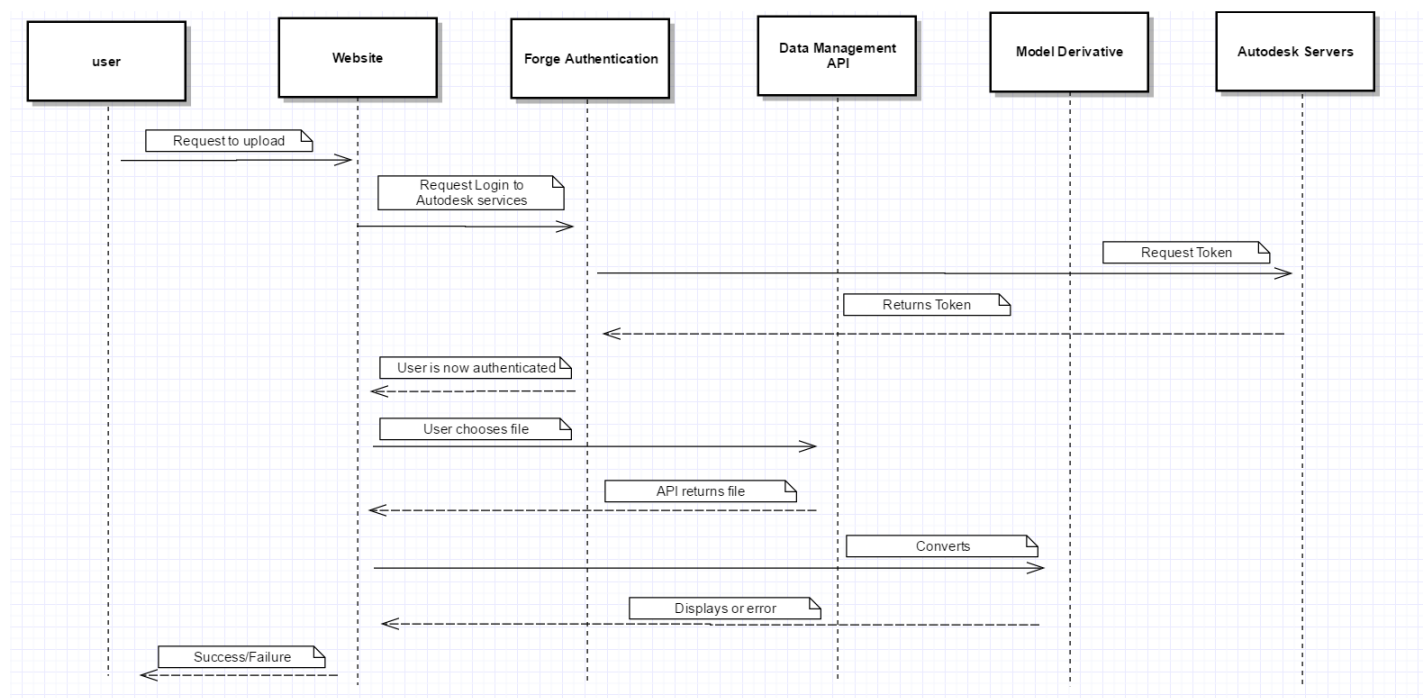 user
Website
Forge Authentication
Data Management
API
Model Derivative
Autodesk Servers
Request to upload
Request Login to
Autodesk services
Request Token
Returns Token
User is now authenticated
User chooses file
API returns file
Converts
Displays or error
Success/Failure